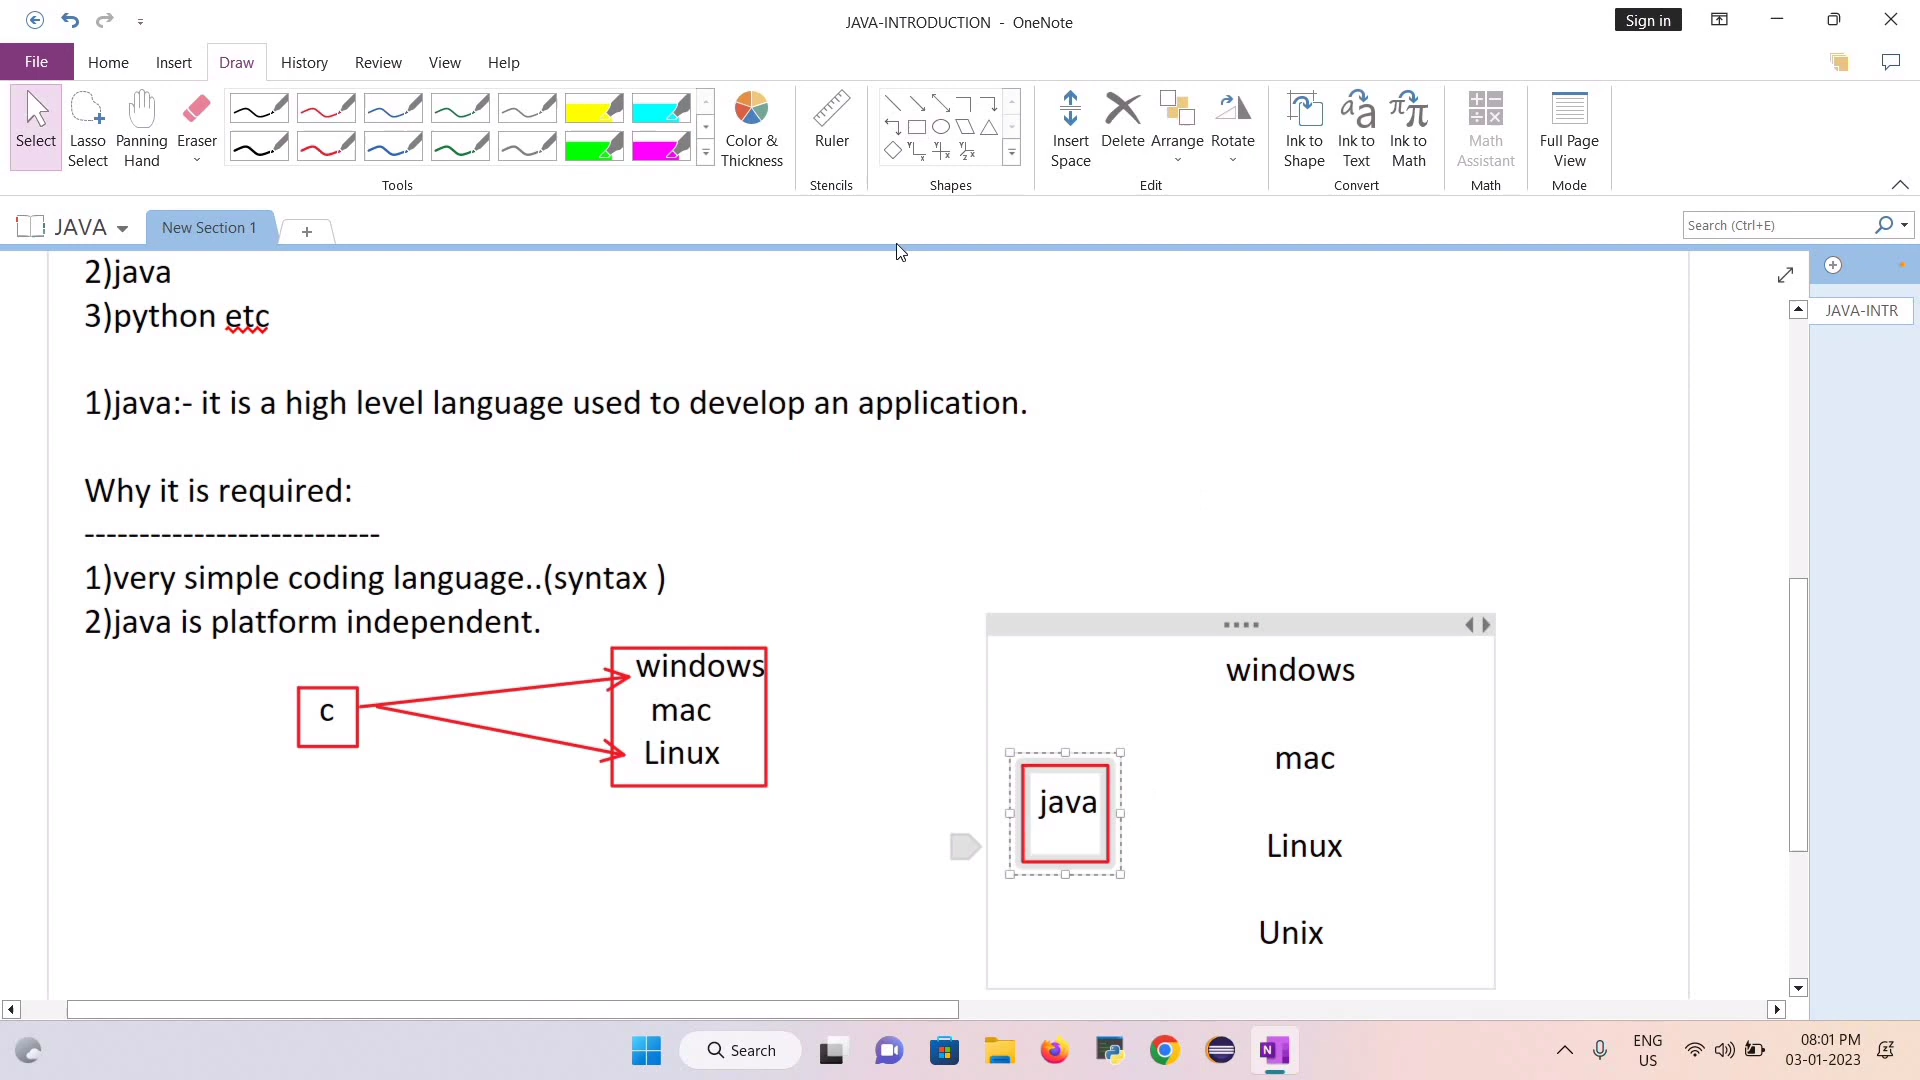 JAVA-INTRODUCTION - OneNote
Sign in
File Home Insert Draw History Review View Help
Select
Lasso Select
Panning Hand
Eraser
Color & Thickness
Ruler
Insert Space
Delete
Arrange
Rotate
Ink to Shape
Ink to Text
Ink to Math
Math Assistant
Full Page View
Tools
Stencils
Shapes
Edit
Convert
Math
Mode
JAVA
New Section 1
Search (Ctrl+E)
JAVA-INTR
2)java
3)python etc
1)java:- it is a high level language used to develop an application.
Why it is required:
---------------------------
1)very simple coding language..(syntax )
2)java is platform independent.
c
windows
mac
Linux
windows
mac
java
Linux
Unix
Search
ENG
US
08:01 PM
03-01-2023